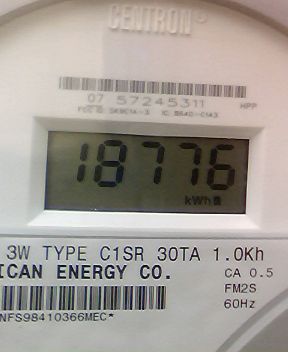 CENTRON®
07 57245311
HPP
18776
kWh
3W TYPE C1SR 30TA 1.0Kh
ICAN ENERGY CO.
CA 0.5
FM2S
60Hz
NFS98410366MEC*